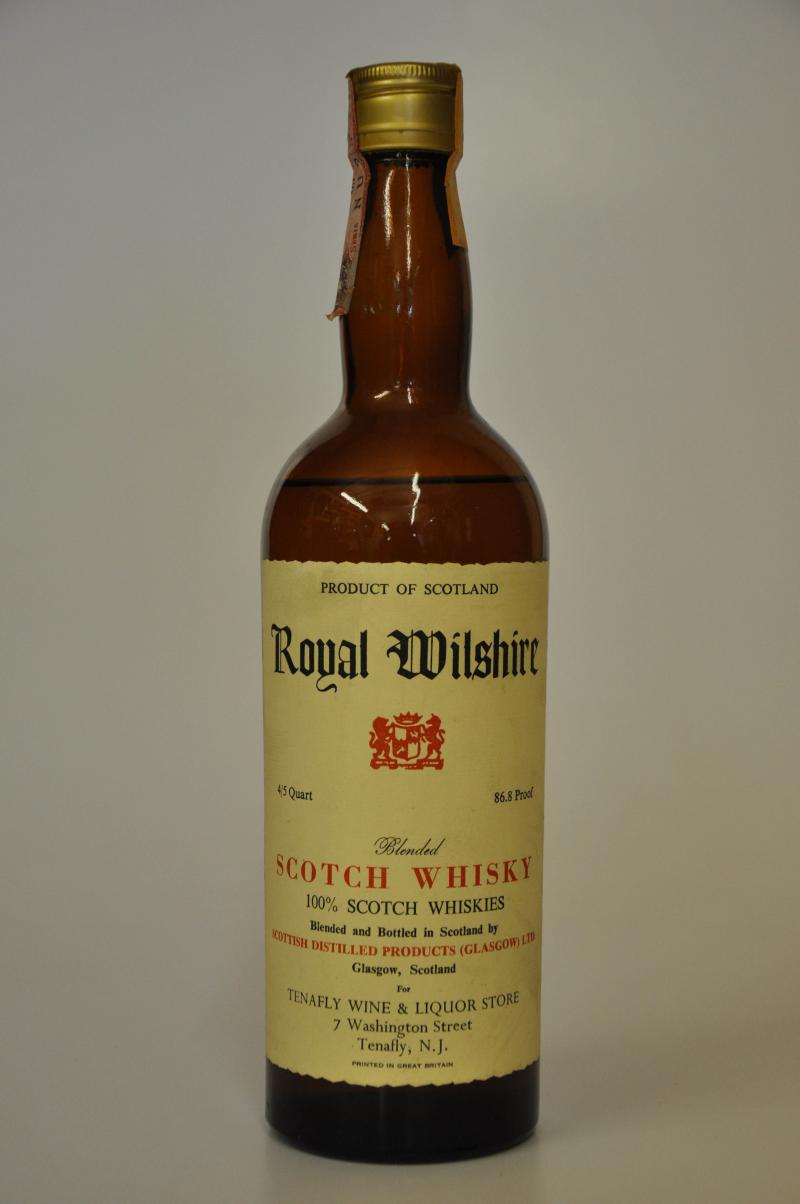 PRODUCT OF SCOTLAND
Royal Wilshire
4/5 Quart 86.8 Proof
Blended
SCOTCH WHISKY
100% SCOTCH WHISKIES
Blended and Bottled in Scotland by
SCOTTISH DISTILLED PRODUCTS (GLASGOW) LTD.
Glasgow, Scotland
For
TENAFLY WINE & LIQUOR STORE
7 Washington Street
Tenafly, N.J.
PRINTED IN GREAT BRITAIN